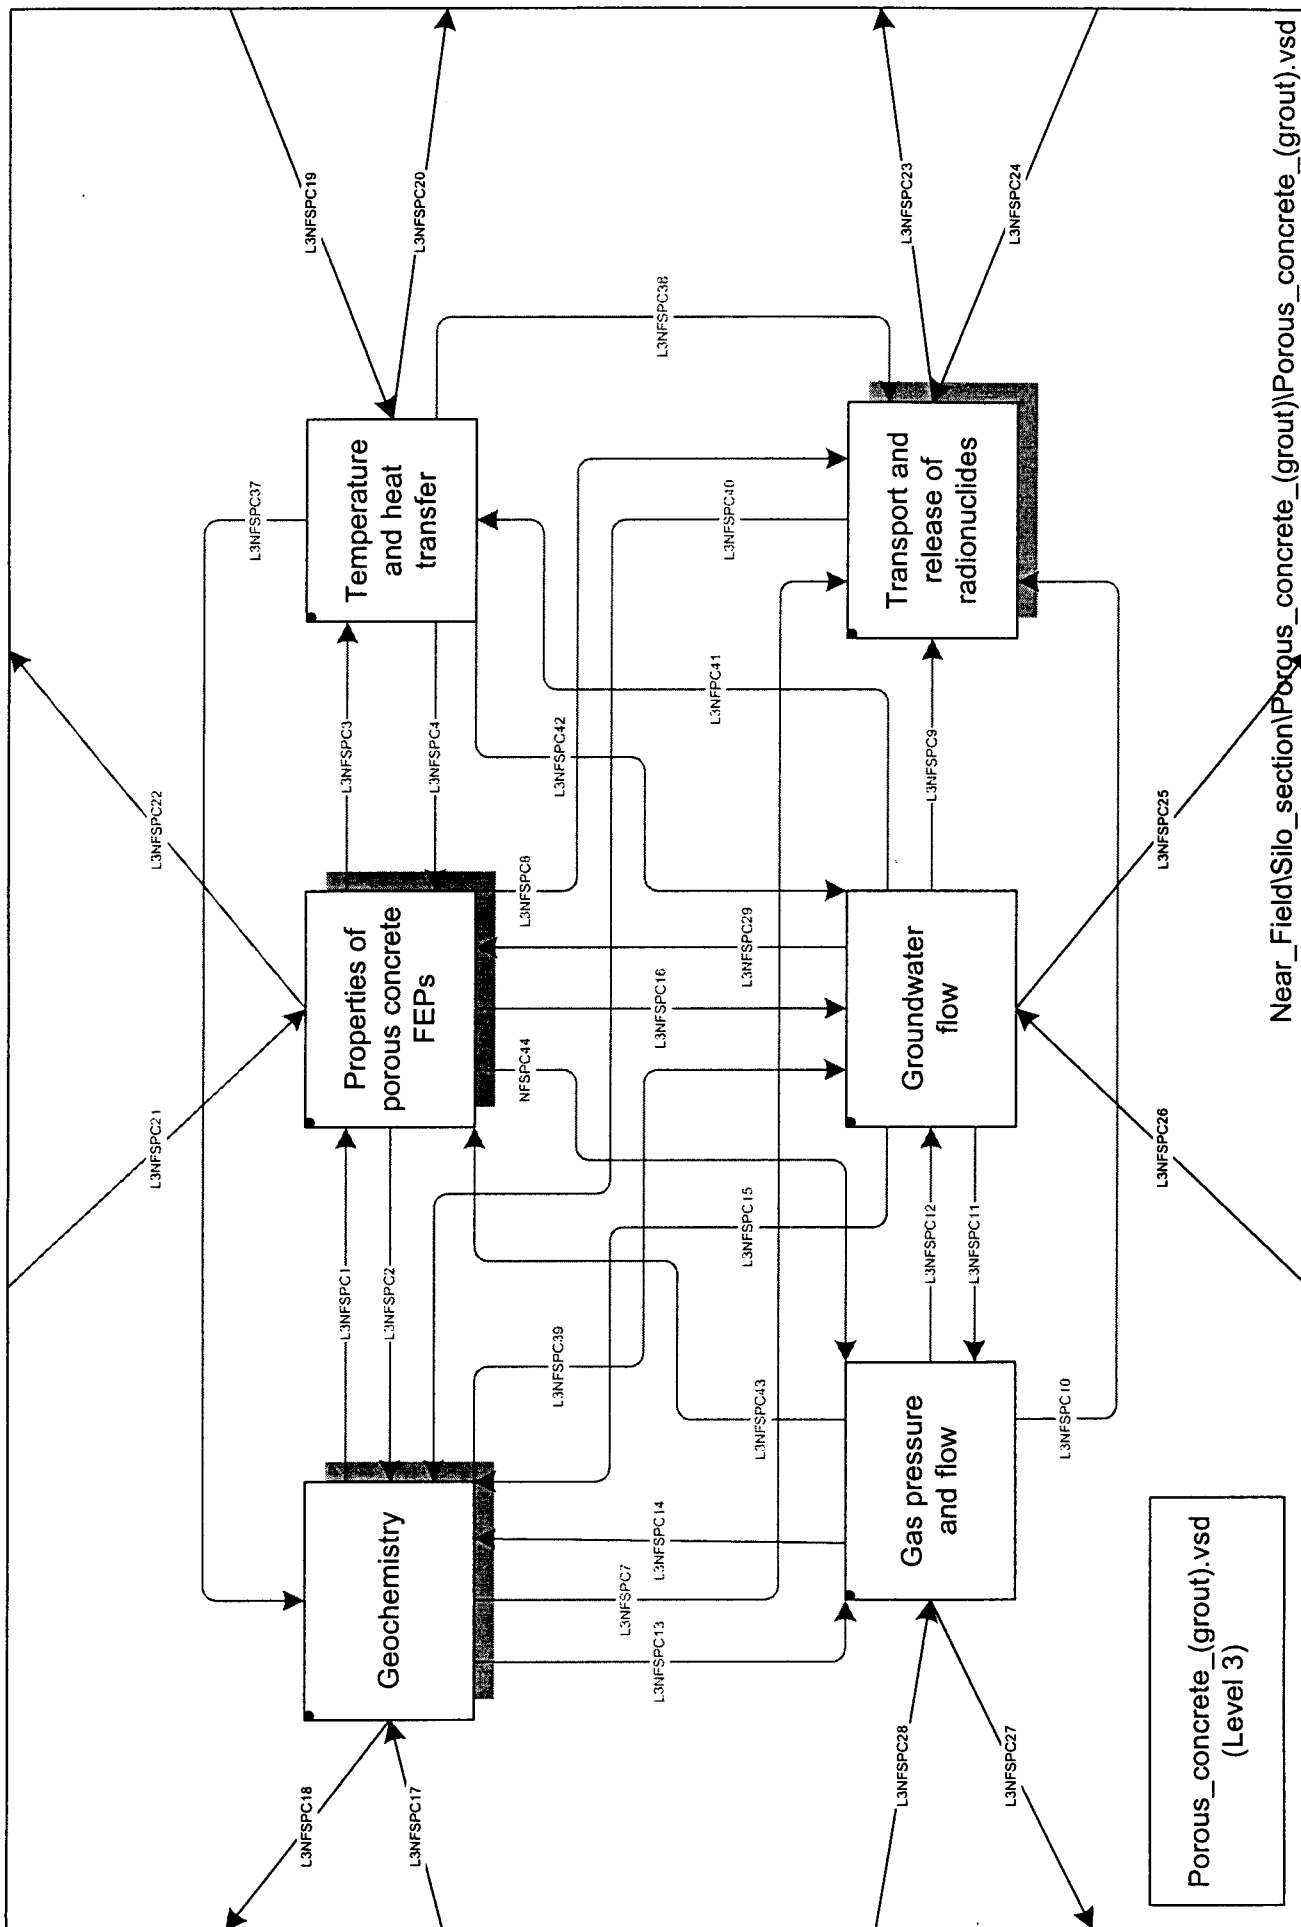 L3NFSPC18
L3NFSPC17
L3NFSPC21
L3NFSPC22
L3NFSPC37
L3NFSPC19
L3NFSPC20
Geochemistry
L3NFSPC1
L3NFSPC2
Properties of
porous concrete
FEPs
L3NFSPC3
L3NFSPC4
Temperature
and heat
transfer
L3NFSPC13
L3NFSPC7
L3NFSPC14
L3NFSPC39
L3NFSPC43
L3NFSPC15
NFSPC44
L3NFSPC16
L3NFSPC29
L3NFSPC8
L3NFSPC42
L3NFPC41
L3NFSPC40
L3NFSPC38
L3NFSPC28
L3NFSPC27
Gas pressure
and flow
L3NFSPC12
L3NFSPC11
Groundwater
flow
L3NFSPC9
Transport and
release of
radionuclides
L3NFSPC23
L3NFSPC24
L3NFSPC10
L3NFSPC26
L3NFSPC25
Porous_concrete_(grout).vsd
(Level 3)
Near_Field\Silo_section\Porous_concrete_(grout)\Porous_concrete_(grout).vsd